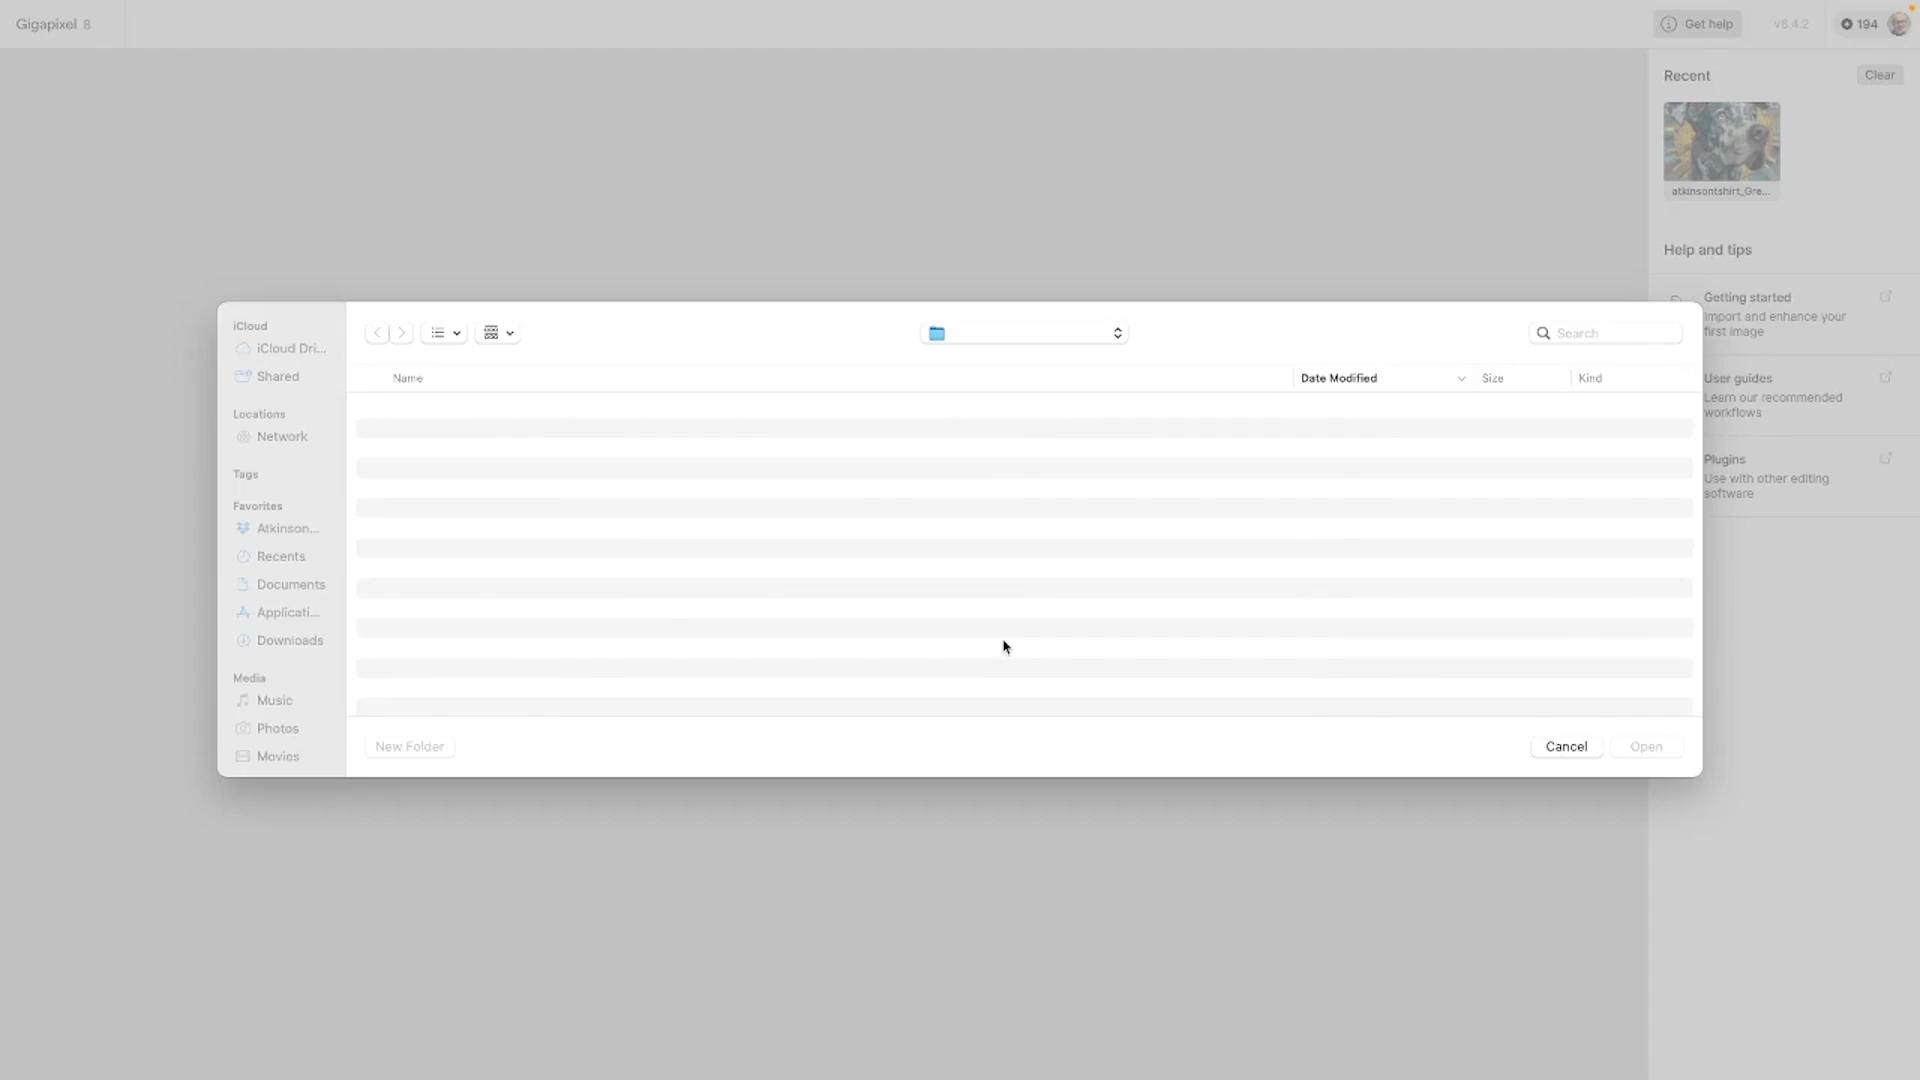 Gigapixel 8
Get help
v8.4.2
194
Recent
Clear
atkinsontshirt_Gre...
Help and tips
Getting started
Import and enhance your
first image
User guides
Learn our recommended
workflows
Plugins
Use with other editing
software
iCloud
iCloud Dri...
Shared
Locations
Network
Tags
Favorites
Atkinson...
Recents
Documents
Applicati...
Downloads
Media
Music
Photos
Movies
Search
Name
Date Modified
Size
Kind
New Folder
Cancel
Open